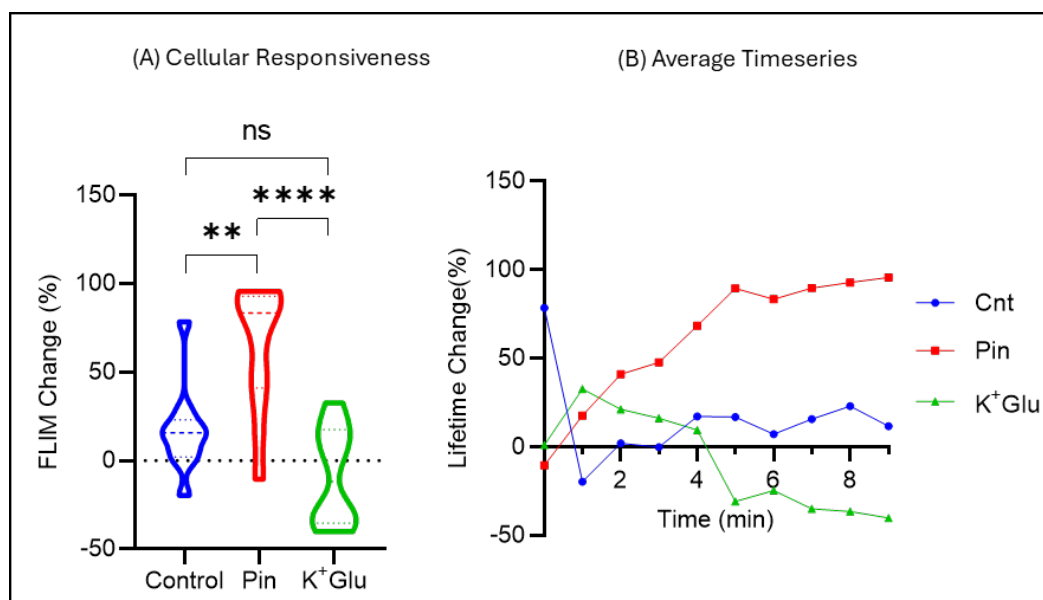 (A) Cellular Responsiveness
ns
****
**
150
100
50
0
-50
FLIM Change (%)
Control Pin K⁺Glu
(B) Average Timeseries
150
100
50
0
-50
Lifetime Change(%)
2 4 6 8
Time (min)
Cnt
Pin
K⁺Glu